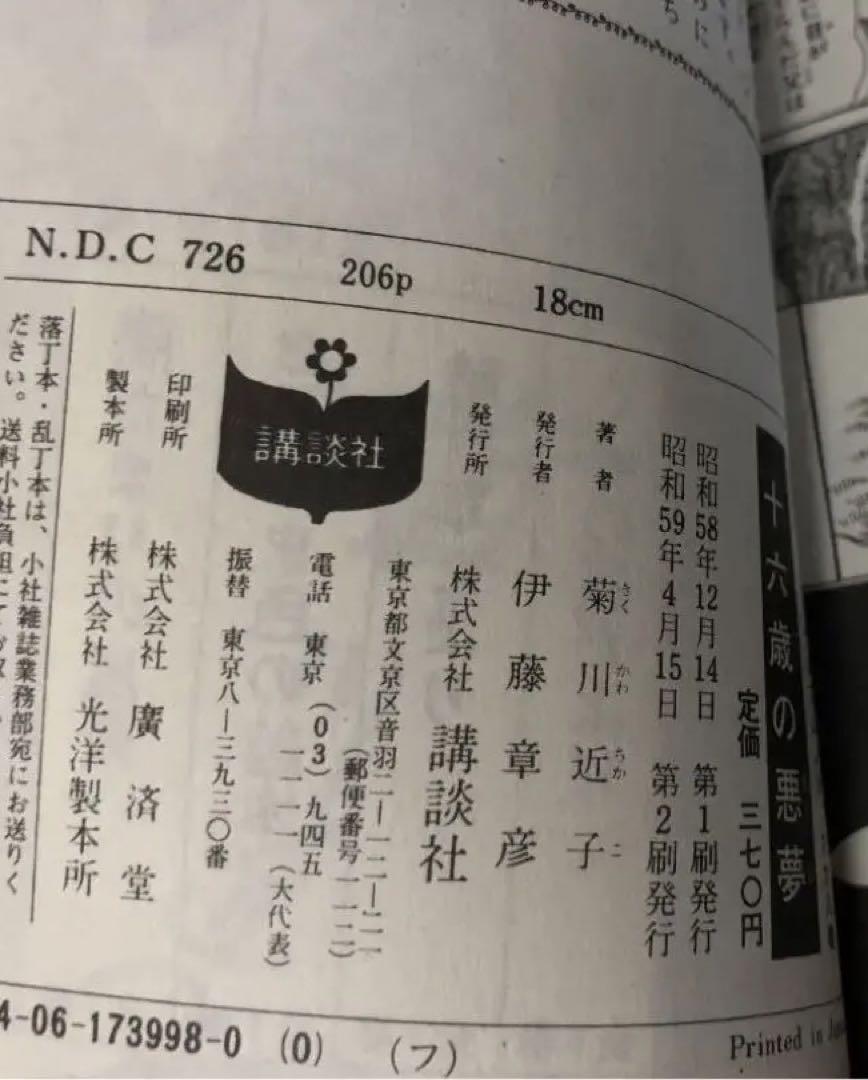 N.D.C 726 206p 18cm
十六歳の悪夢
定価 三七〇円
昭和58年12月14日 第1刷発行
昭和59年4月15日 第2刷発行
著者 菊川近子
きくかわちかこ
発行者 伊藤章彦
発行所 株式会社 講談社
東京都文京区音羽二ー一二ー二一
(郵便番号一一二)
電話 東京 (03) 九四五
一一一一 (大代表)
振替 東京八ー三九三〇番
講談社
印刷所 株式会社 廣済堂
製本所 株式会社 光洋製本所
落丁本・乱丁本は、小社雑誌業務部宛にお送りく
ださい。送料小社負担にて
4-06-173998-0 (0) (フ)
Printed in